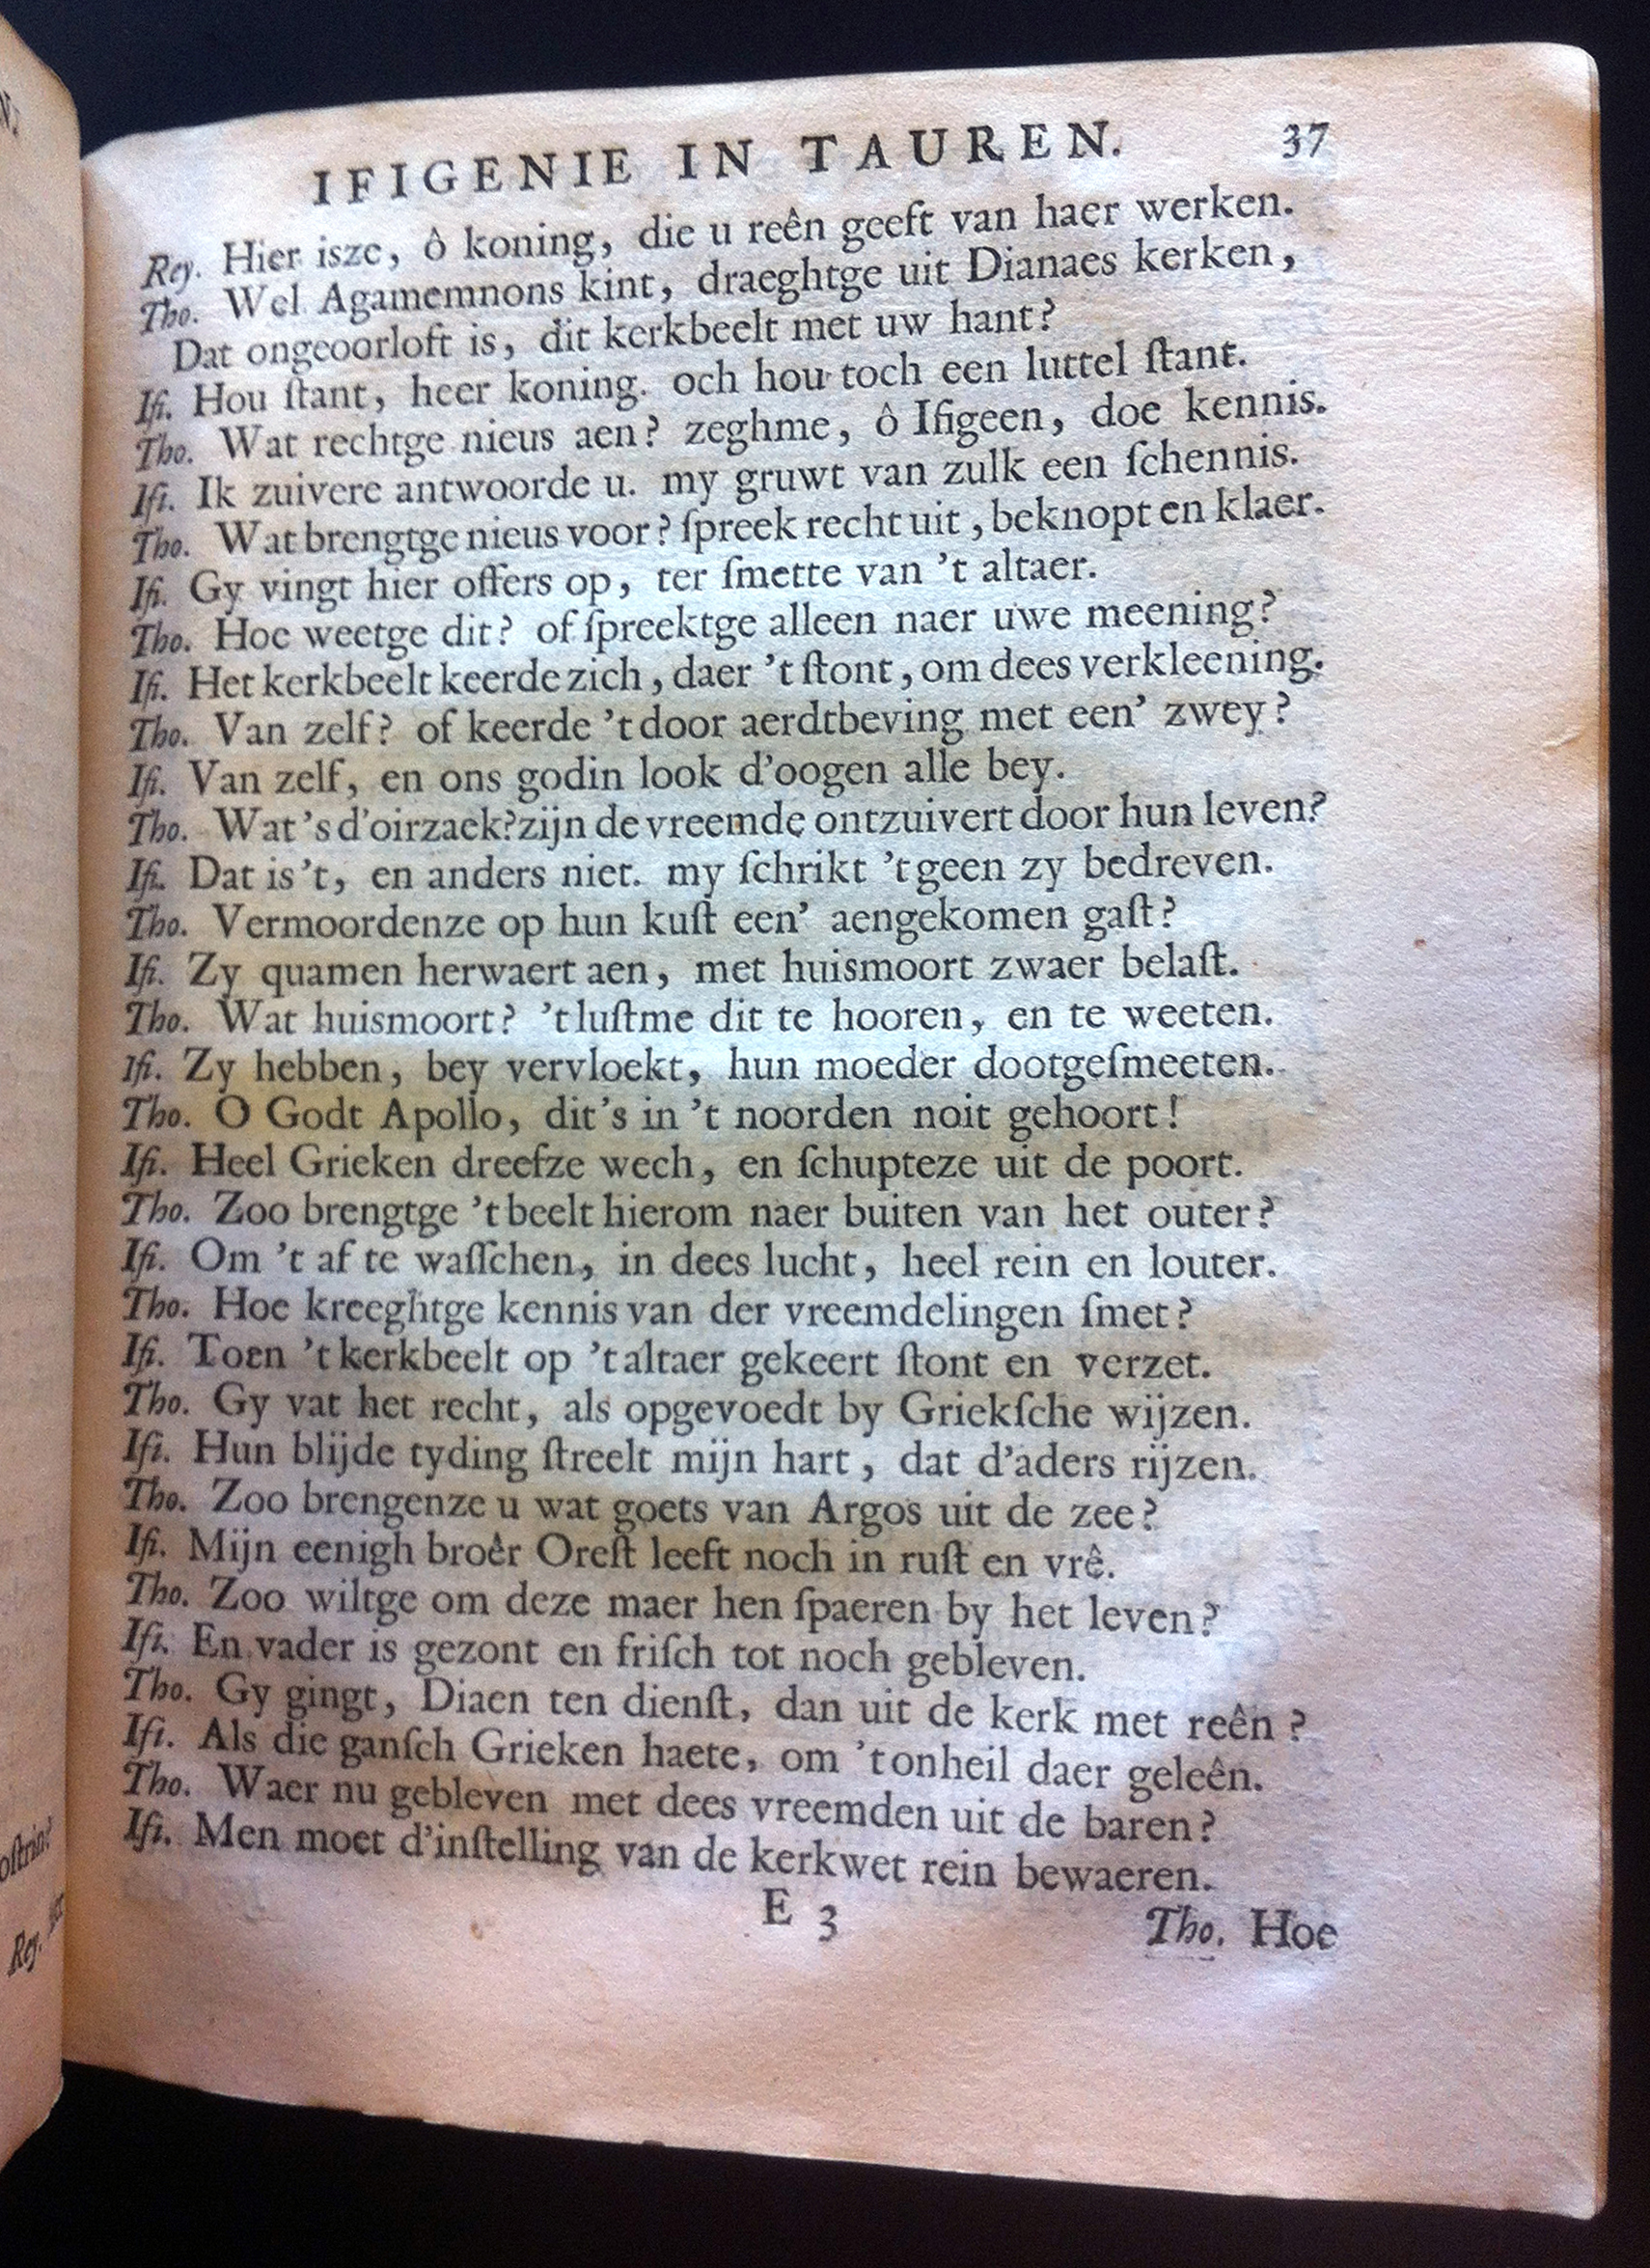 IFIGENIE IN TAUREN. 37
Rey. Hier isze, ô koning, die u reên geeft van haer werken.
Tho. Wel Agamemnons kint, draeghtge uit Dianaes kerken,
Dat ongeoorloft is, dit kerkbeelt met uw hant?
Ifi. Hou ſtant, heer koning. och hou toch een luttel ſtant.
Tho. Wat rechtge nieus aen? zeghme, ô Ifigeen, doe kennis.
Ifi. Ik zuivere antwoorde u. my gruwt van zulk een ſchennis.
Tho. Wat brengtge nieus voor? ſpreek recht uit, beknopt en klaer.
Ifi. Gy vingt hier offers op, ter ſmette van 't altaer.
Tho. Hoe weetge dit? of ſpreektge alleen naer uwe meening?
Ifi. Het kerkbeelt keerde zich, daer 't ſtont, om dees verkleening.
Tho. Van zelf? of keerde 't door aerdtbeving met een' zwey?
Ifi. Van zelf, en ons godin look d'oogen alle bey.
Tho. Wat's d'oirzaek? zijn de vreemde ontzuivert door hun leven?
Ifi. Dat is't, en anders niet. my ſchrikt 't geen zy bedreven.
Tho. Vermoordenze op hun kuſt een' aengekomen gaſt?
Ifi. Zy quamen herwaert aen, met huismoort zwaer belaſt.
Tho. Wat huismoort? 't luſtme dit te hooren, en te weeten.
Ifi. Zy hebben, bey vervloekt, hun moeder dootgeſmeeten.
Tho. O Godt Apollo, dit's in 't noorden noit gehoort!
Ifi. Heel Grieken dreefze wech, en ſchupteze uit de poort.
Tho. Zoo brengtge 't beelt hierom naer buiten van het outer?
Ifi. Om 't af te waſſchen, in dees lucht, heel rein en louter.
Tho. Hoe kreeghtge kennis van der vreemdelingen ſmet?
Ifi. Toen 't kerkbeelt op 't altaer gekeert ſtont en verzet.
Tho. Gy vat het recht, als opgevoedt by Griekſche wijzen.
Ifi. Hun blijde tyding ſtreelt mijn hart, dat d'aders rijzen.
Tho. Zoo brengenze u wat goets van Argos uit de zee?
Ifi. Mijn eenigh broêr Oreſt leeft noch in ruſt en vrê.
Tho. Zoo wiltge om deze maer hen ſpaeren by het leven?
Ifi. En vader is gezont en friſch tot noch gebleven.
Tho. Gy gingt, Diaen ten dienſt, dan uit de kerk met reên?
Ifi. Als die ganſch Grieken haete, om 't onheil daer geleên.
Tho. Waer nu gebleven met dees vreemden uit de baren?
Ifi. Men moet d'inſtelling van de kerkwet rein bewaeren.
E 3
Tho. Hoe